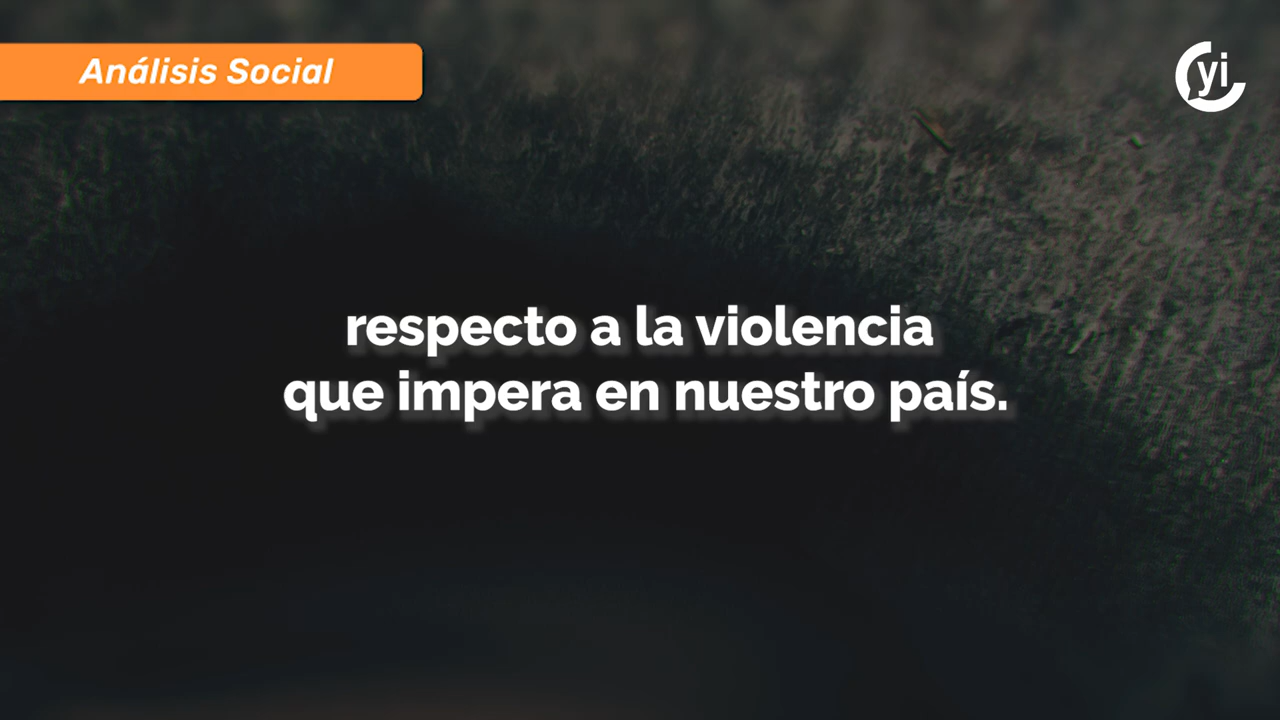 Análisis Social
yi
respecto a la violencia
que impera en nuestro país.